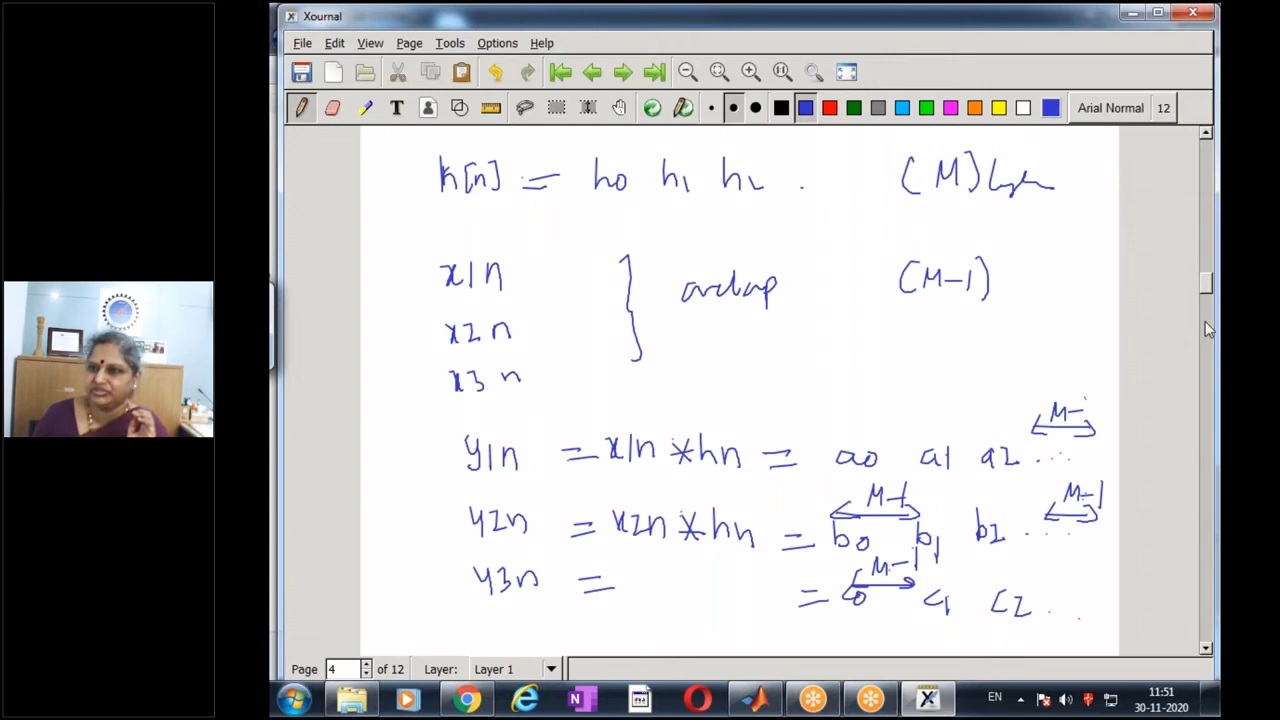 Xournal
File Edit View Page Tools Options Help
Arial Normal 12
h[n] = h0 h1 h2 . (M)
x1n
overlap (M-1)
x2n
x3 n
M-1
y1n = x1n * hn = a0 a1 a2 ....
M-1 M-1
y2n = x2n * hn = b0 b1 b2 ....
M-1
y3n = = c0 c1 c2 . .
Page 4 of 12 Layer: Layer 1
EN 11:51
30-11-2020